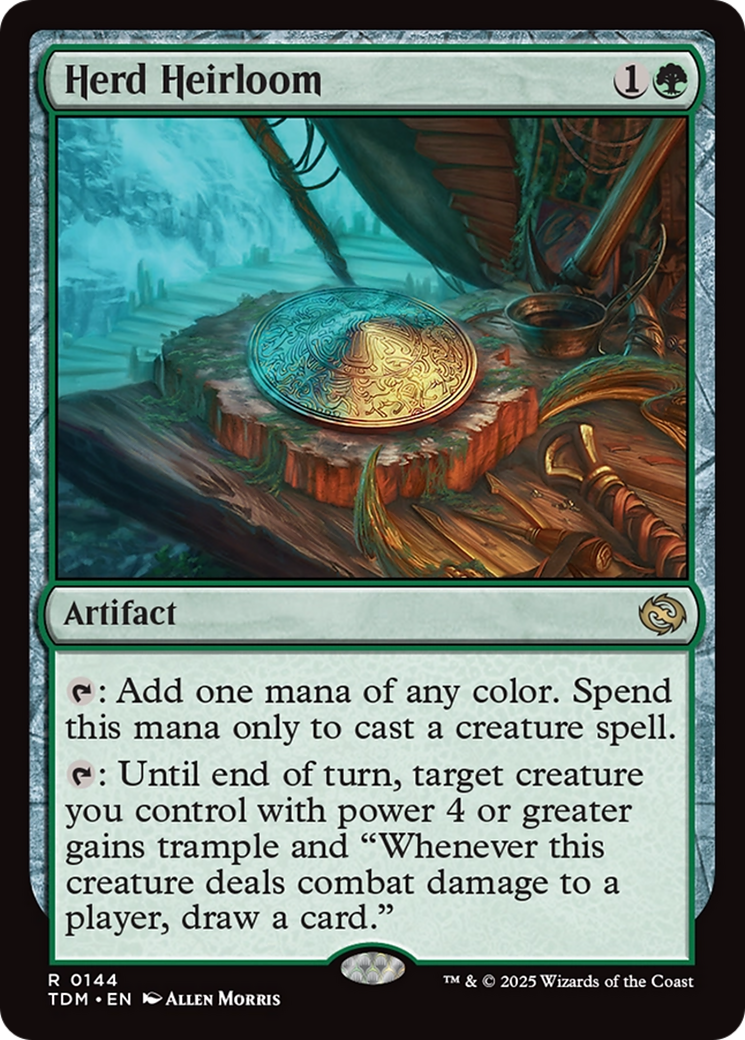 Herd Heirloom 1
Artifact
: Add one mana of any color. Spend
this mana only to cast a creature spell.
: Until end of turn, target creature
you control with power 4 or greater
gains trample and “Whenever this
creature deals combat damage to a
player, draw a card.”
R 0144
TDM • EN Allen Morris
™ & © 2025 Wizards of the Coast